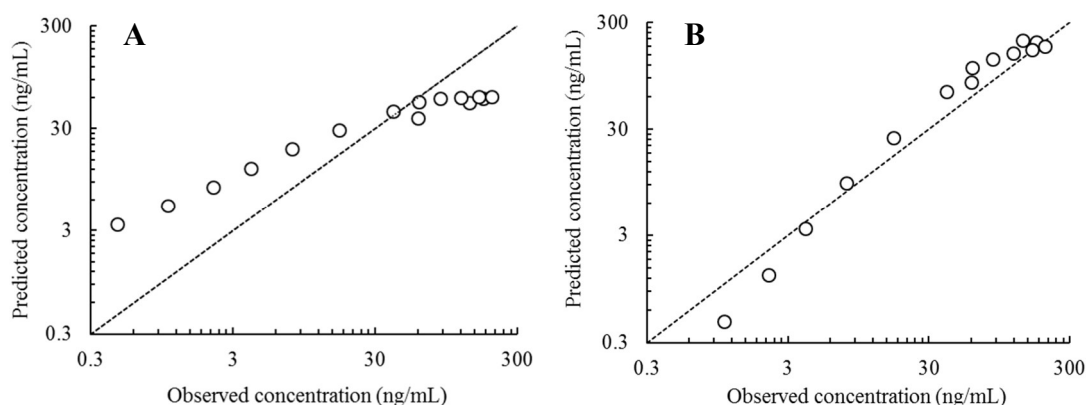 A
Predicted concentration (ng/mL)
300
30
3
0.3
0.3 3 30 300
Observed concentration (ng/mL)
B
Predicted concentration (ng/mL)
300
30
3
0.3
0.3 3 30 300
Observed concentration (ng/mL)